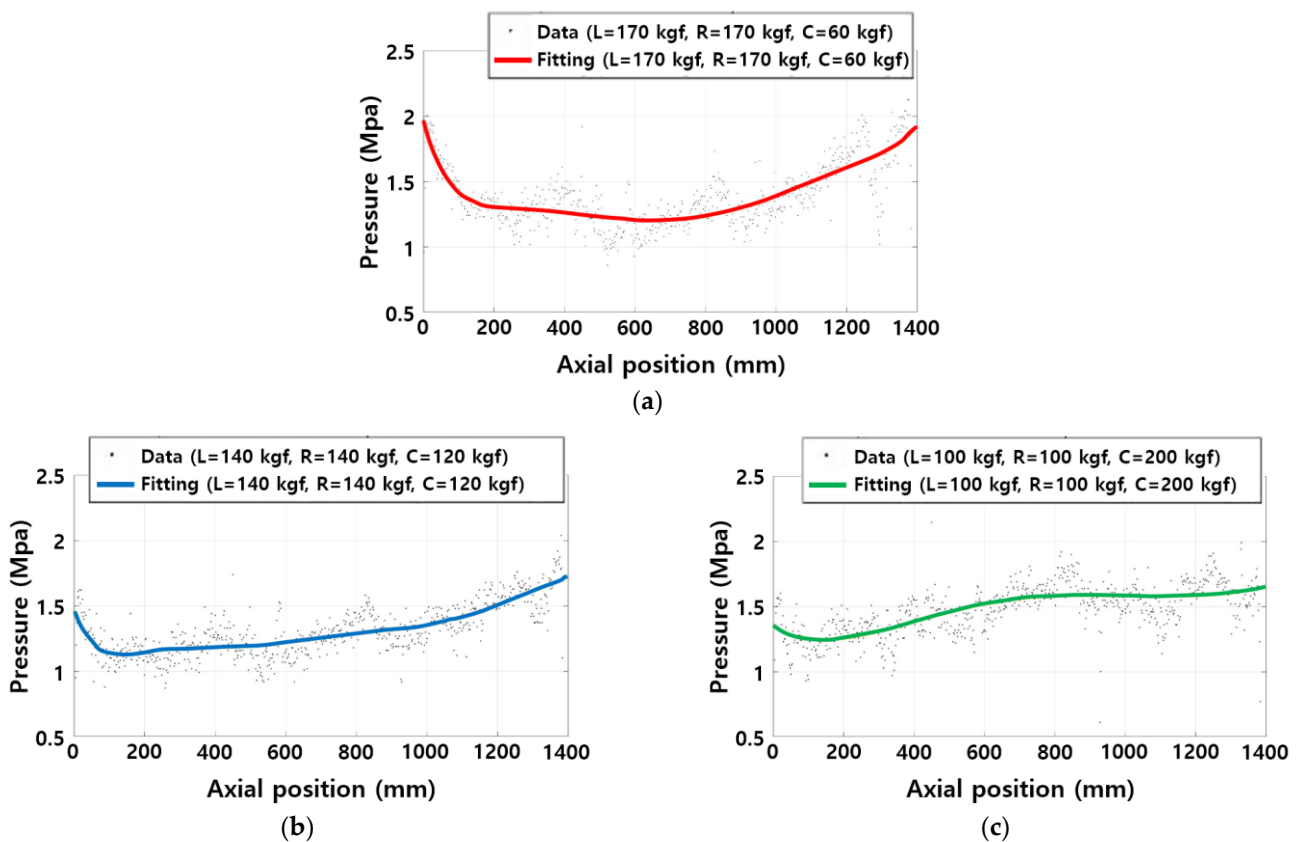 Data (L=170 kgf, R=170 kgf, C=60 kgf)
Fitting (L=170 kgf, R=170 kgf, C=60 kgf)
2.5
2
1.5
1
0.5
Pressure (Mpa)
0 200 400 600 800 1000 1200 1400
Axial position (mm)
(a)
Data (L=140 kgf, R=140 kgf, C=120 kgf)
Fitting (L=140 kgf, R=140 kgf, C=120 kgf)
2.5
2
1.5
1
0.5
Pressure (Mpa)
0 200 400 600 800 1000 1200 1400
Axial position (mm)
(b)
Data (L=100 kgf, R=100 kgf, C=200 kgf)
Fitting (L=100 kgf, R=100 kgf, C=200 kgf)
2.5
2
1.5
1
0.5
Pressure (Mpa)
0 200 400 600 800 1000 1200 1400
Axial position (mm)
(c)